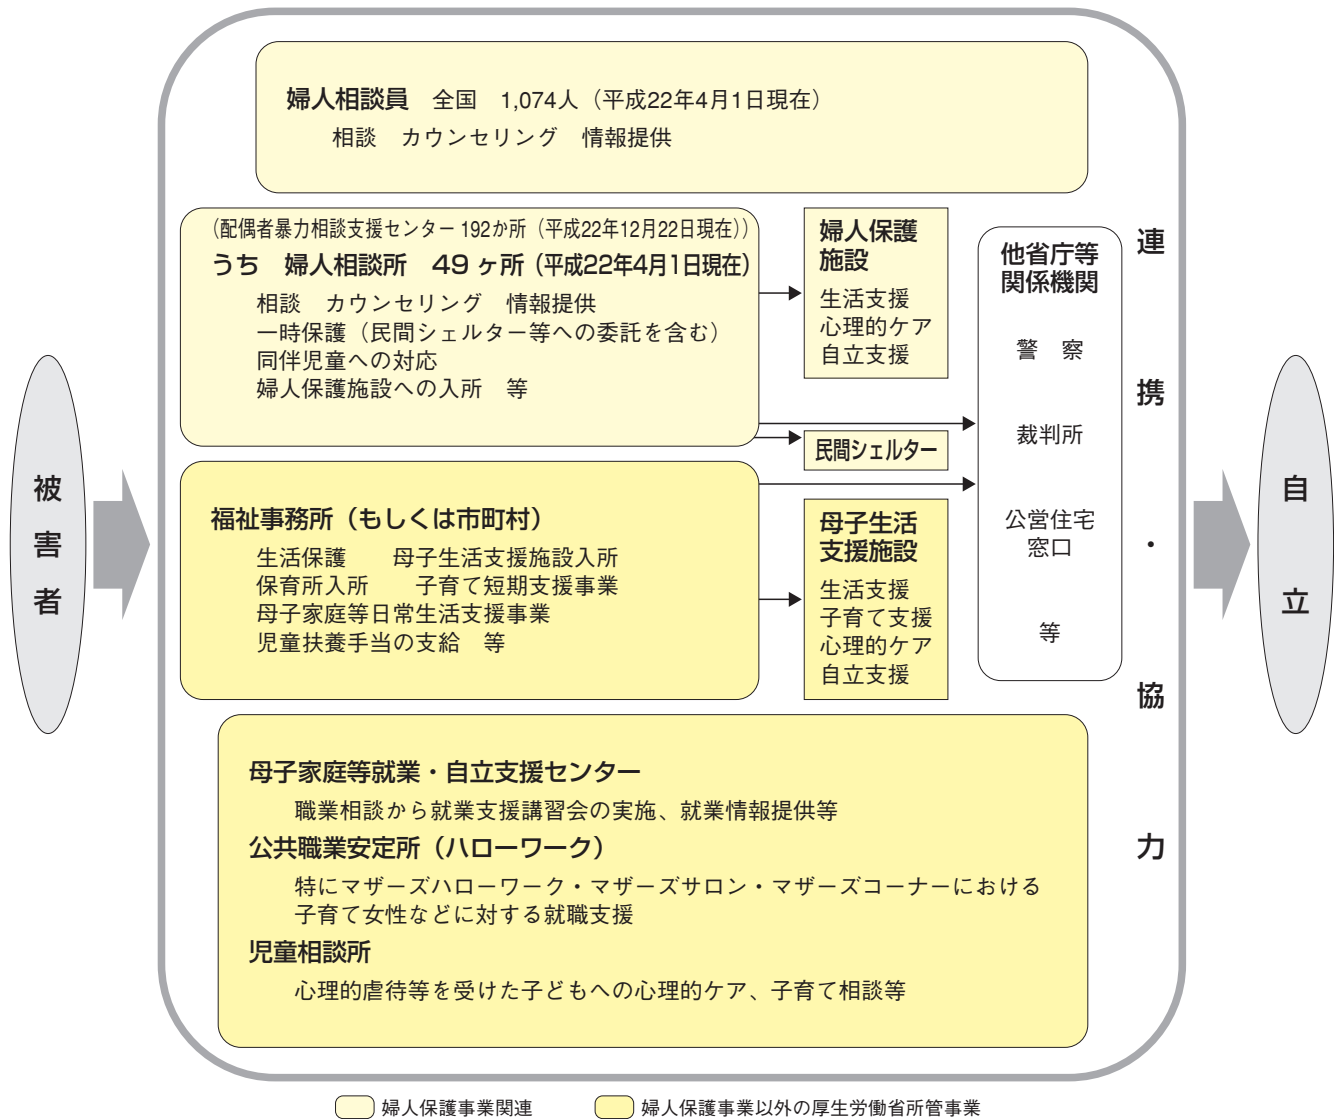 婦人相談員　全国　1,074人（平成22年4月1日現在）
相談　カウンセリング　情報提供
（配偶者暴力相談支援センター 192か所（平成22年12月22日現在））
うち　婦人相談所　49 ヶ所（平成22年4月1日現在）
相談　カウンセリング　情報提供
一時保護（民間シェルター等への委託を含む）
同伴児童への対応
婦人保護施設への入所　等
婦人保護
施設
生活支援
心理的ケア
自立支援
民間シェルター
他省庁等
関係機関
警　察
裁判所
公営住宅
窓口
等
連携・協力
被害者
自立
福祉事務所（もしくは市町村）
生活保護　　母子生活支援施設入所
保育所入所　　子育て短期支援事業
母子家庭等日常生活支援事業
児童扶養手当の支給　等
母子生活
支援施設
生活支援
子育て支援
心理的ケア
自立支援
母子家庭等就業・自立支援センター
職業相談から就業支援講習会の実施、就業情報提供等
公共職業安定所（ハローワーク）
特にマザーズハローワーク・マザーズサロン・マザーズコーナーにおける
子育て女性などに対する就職支援
児童相談所
心理的虐待等を受けた子どもへの心理的ケア、子育て相談等
婦人保護事業関連
婦人保護事業以外の厚生労働省所管事業